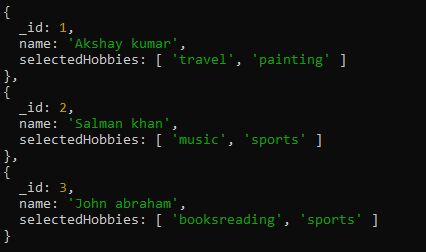 {
  _id: 1,
  name: 'Akshay kumar',
  selectedHobbies: [ 'travel', 'painting' ]
},
{
  _id: 2,
  name: 'Salman khan',
  selectedHobbies: [ 'music', 'sports' ]
},
{
  _id: 3,
  name: 'John abraham',
  selectedHobbies: [ 'booksreading', 'sports' ]
}